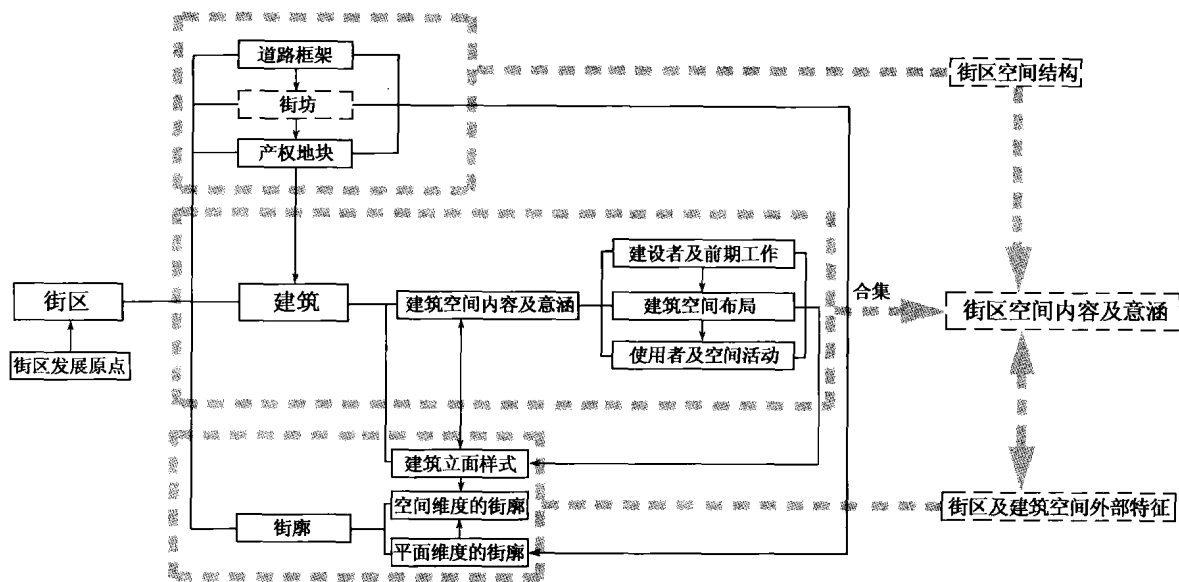 道路框架
街区空间结构
街坊
产权地块
建设者及前期工作
街区
建筑
建筑空间内容及意涵
建筑空间布局
合集
街区空间内容及意涵
街区发展原点
使用者及空间活动
建筑立面样式
空间维度的街廓
街区及建筑空间外部特征
街廓
平面维度的街廓